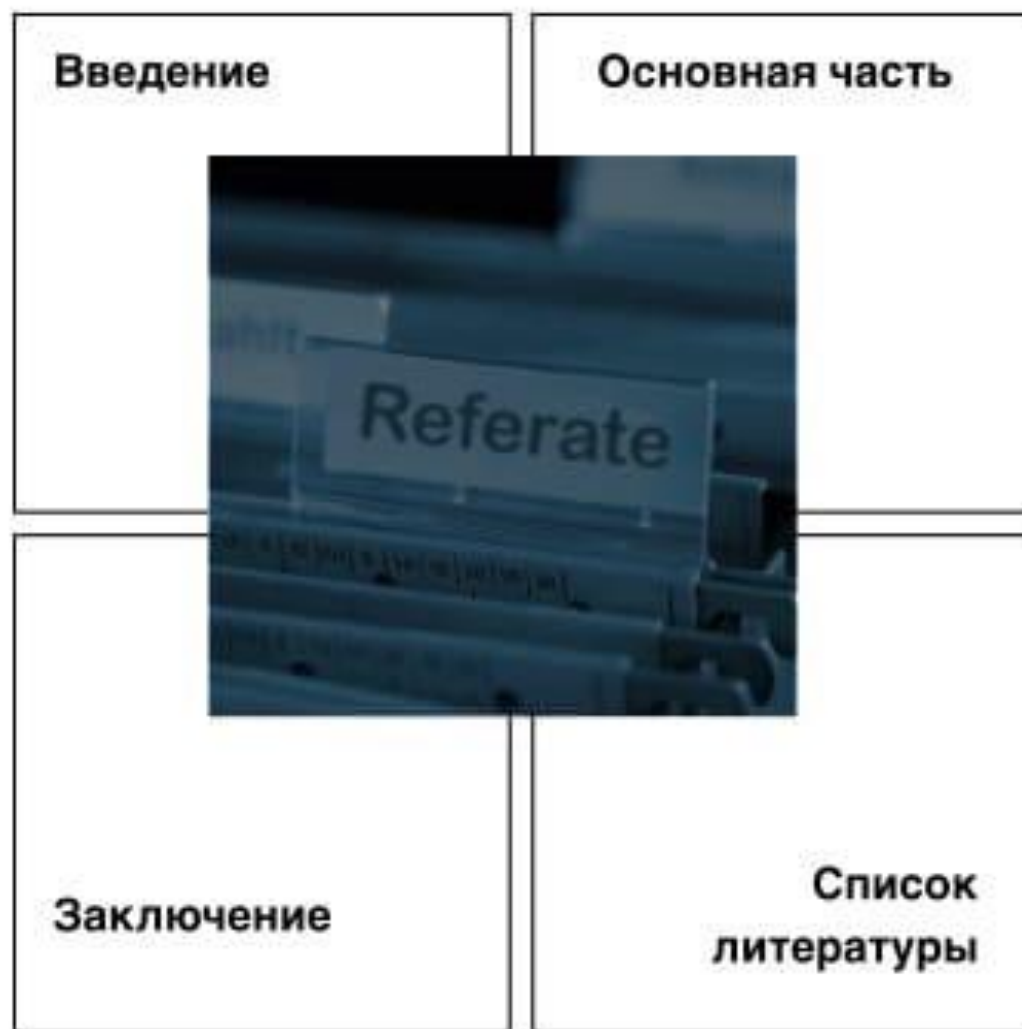 Введение
Основная часть
Referate
Заключение
Список
литературы